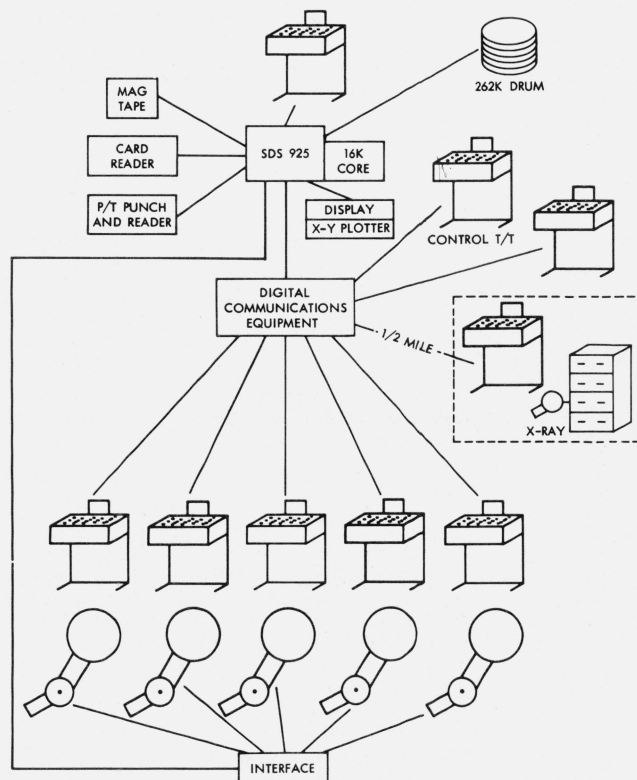 262K DRUM
MAG
TAPE
CARD
READER
P/T PUNCH
AND READER
SDS 925
16K
CORE
DISPLAY
X-Y PLOTTER
CONTROL T/T
DIGITAL
COMMUNICATIONS
EQUIPMENT
1/2 MILE
X-RAY
INTERFACE